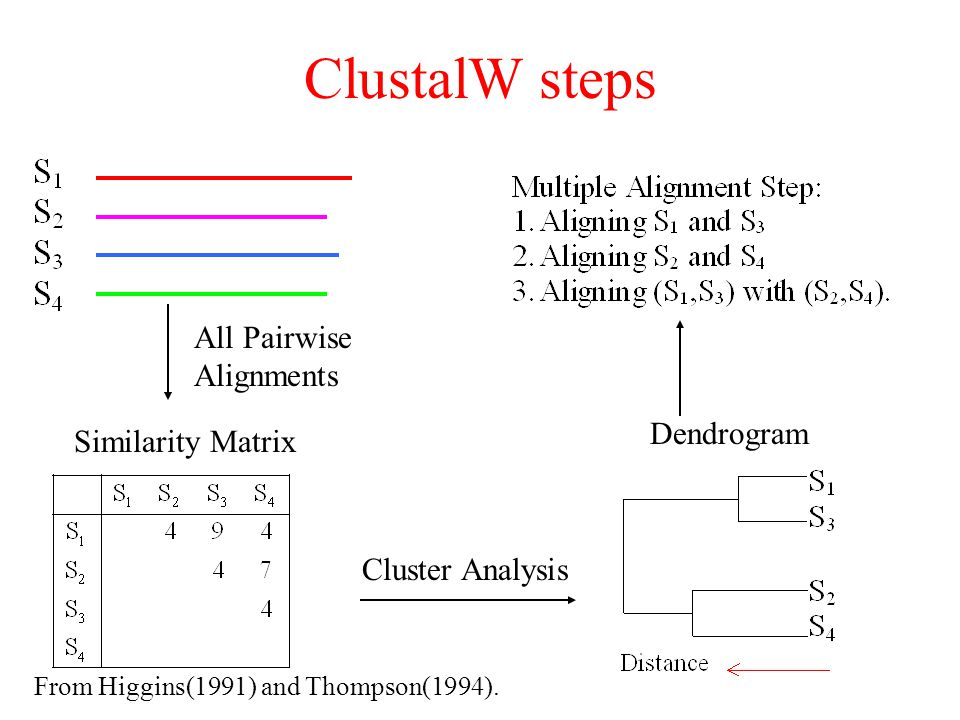 ClustalW steps
S₁
S₂
S₃
S₄
All Pairwise
Alignments
Similarity Matrix
S₁ S₂ S₃ S₄
S₁ 4 9 4
S₂ 4 7
S₃ 4
S₄
Cluster Analysis
Multiple Alignment Step:
1. Aligning S₁ and S₃
2. Aligning S₂ and S₄
3. Aligning (S₁,S₃) with (S₂,S₄).
Dendrogram
S₁
S₃
S₂
S₄
Distance
From Higgins(1991) and Thompson(1994).